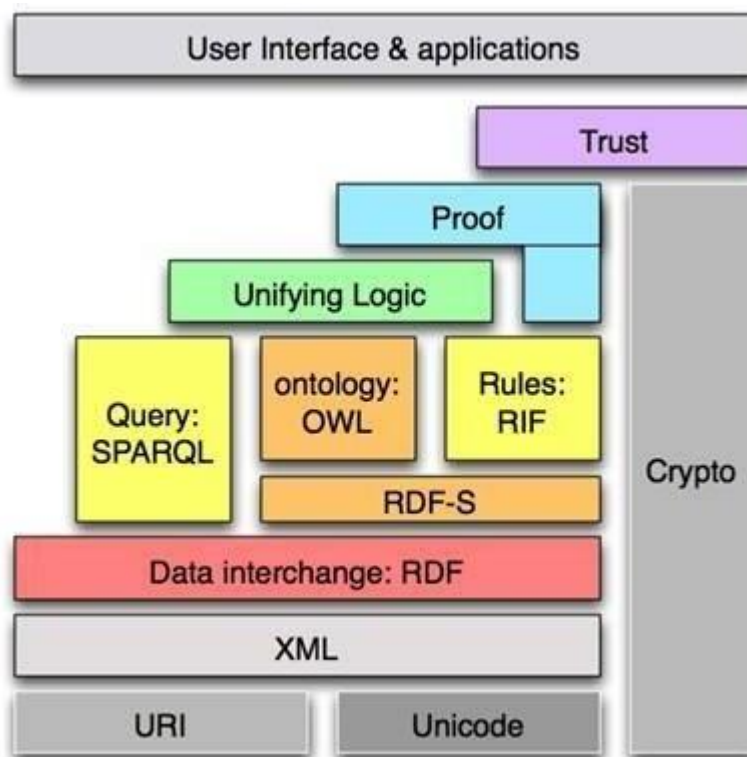 User Interface & applications
Trust
Proof
Unifying Logic
Query:
SPARQL
ontology:
OWL
Rules:
RIF
RDF-S
Crypto
Data interchange: RDF
XML
URI
Unicode